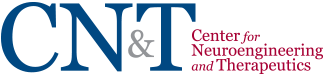 CN&T
Center for
Neuroengineering
and Therapeutics